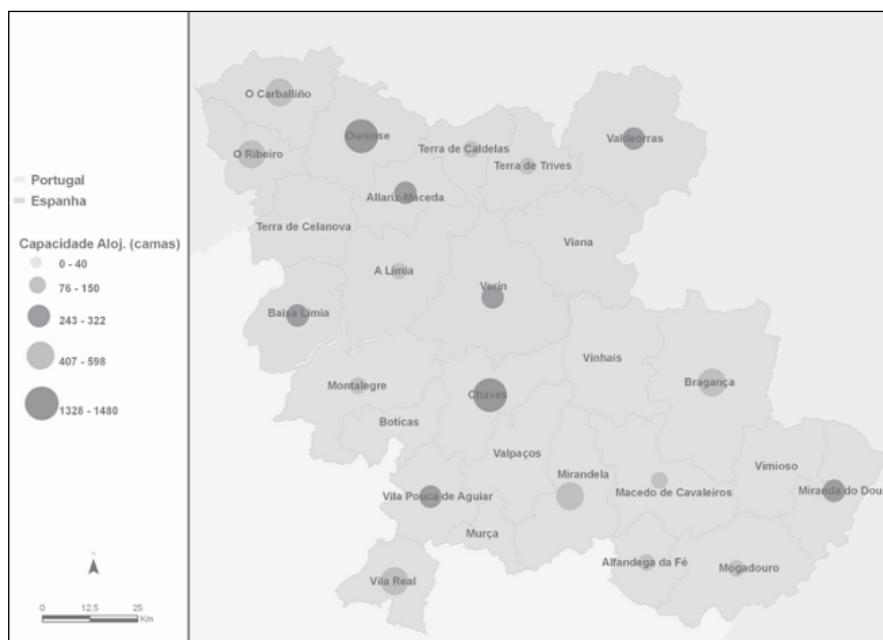 Portugal
Espanha
Capacidade Aloj. (camas)
0 - 40
76 - 150
243 - 322
407 - 598
1328 - 1480
N
0 12,5 25
Km
O Carballiño
Ourense
Valdeorras
O Ribeiro
Terra de Caldelas
Terra de Trives
Allariz-Maceda
Terra de Celanova
Viana
A Limia
Verín
Baixa Limia
Vinhais
Montalegre
Bragança
Chaves
Boticas
Valpaços
Vimioso
Mirandela
Macedo de Cavaleiros
Miranda do Dour
Vila Pouca de Aguiar
Murça
Alfandega da Fé
Mogadouro
Vila Real